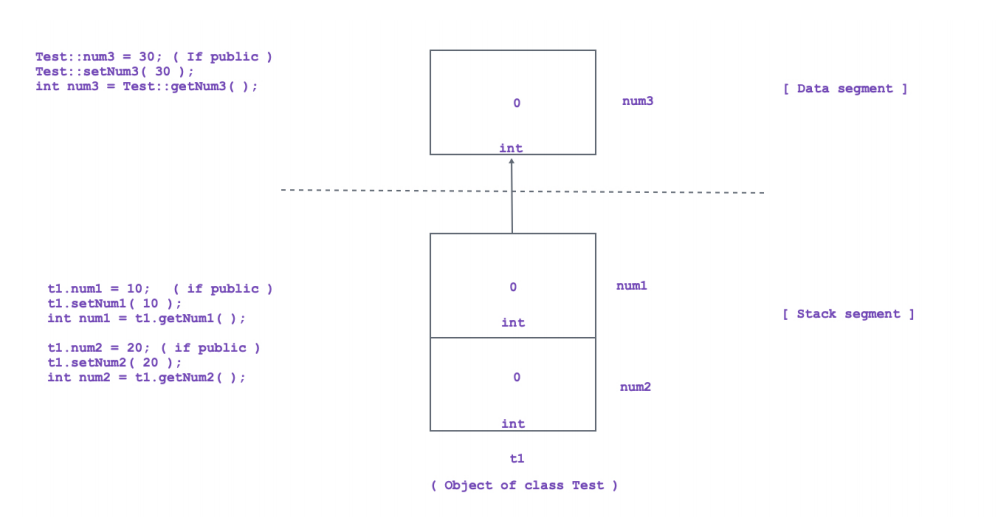 Test::num3 = 30; ( If public )
Test::setNum3( 30 );
int num3 = Test::getNum3( );
0
int
num3
[ Data segment ]
t1.num1 = 10;   ( if public )
t1.setNum1( 10 );
int num1 = t1.getNum1( );
t1.num2 = 20; ( if public )
t1.setNum2( 20 );
int num2 = t1.getNum2( );
0
int
num1
0
int
num2
[ Stack segment ]
t1
( Object of class Test )